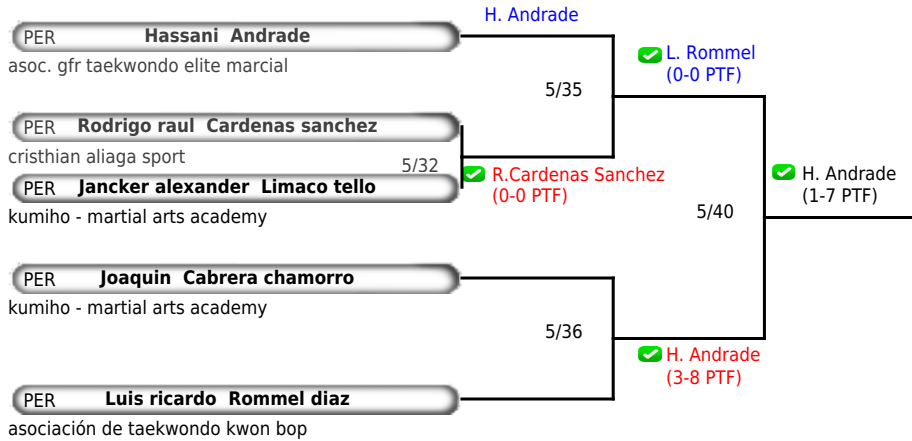 H. Andrade
PER Hassani Andrade
asoc. gfr taekwondo elite marcial
L. Rommel
(0-0 PTF)
5/35
PER Rodrigo raul Cardenas sanchez
cristhian aliaga sport
5/32
R.Cardenas Sanchez
(0-0 PTF)
PER Jancker alexander Limaco tello
kumiho - martial arts academy
H. Andrade
(1-7 PTF)
5/40
PER Joaquin Cabrera chamorro
kumiho - martial arts academy
5/36
H. Andrade
(3-8 PTF)
PER Luis ricardo Rommel diaz
asociación de taekwondo kwon bop